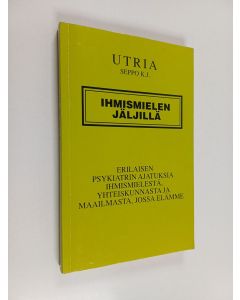 UTRIA
SEPPO K.J.
IHMISMIELEN
JÄLJILLÄ
ERILAISEN
PSYKIATRIN AJATUKSIA
IHMISMIELESTÄ,
YHTEISKUNNASTA JA
MAAILMASTA, JOSSA ELÄMME